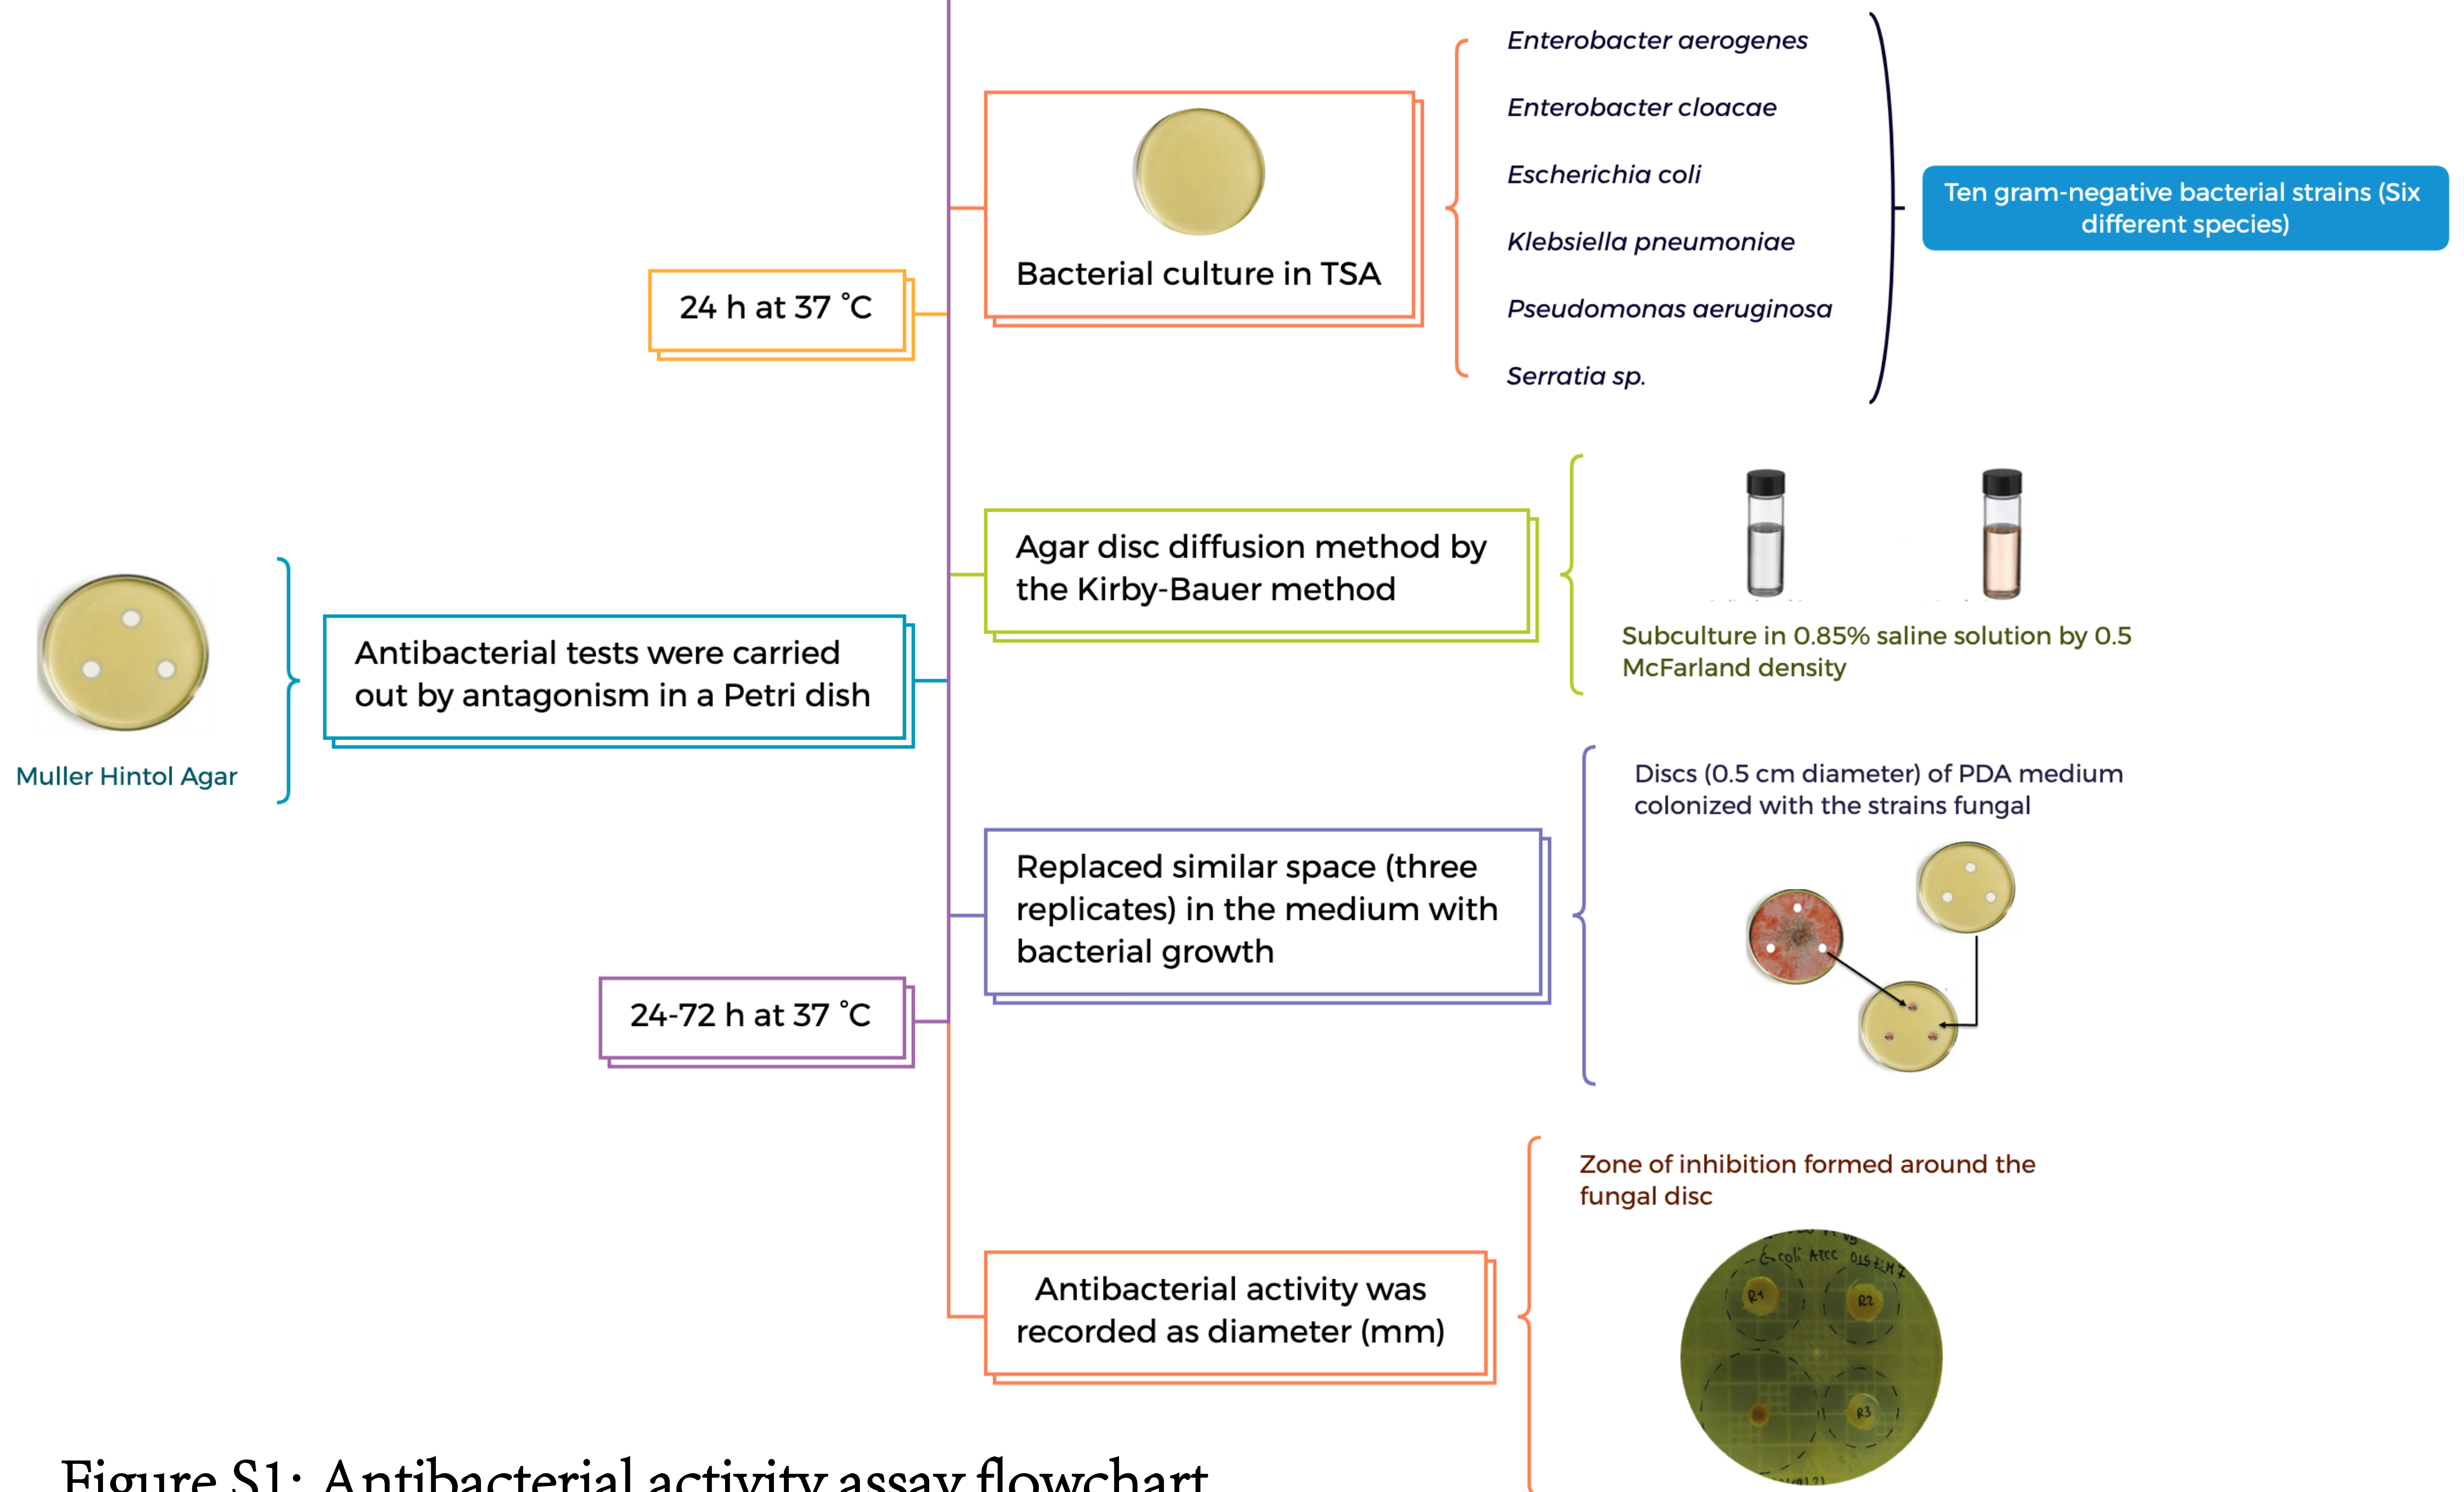 Enterobacter aerogenes
Enterobacter cloacae
Escherichia coli
Klebsiella pneumoniae
Pseudomonas aeruginosa
Serratia sp.
Ten gram-negative bacterial strains (Six
different species)
Bacterial culture in TSA
24 h at 37 °C
Agar disc diffusion method by
the Kirby-Bauer method
Subculture in 0.85% saline solution by 0.5
McFarland density
Antibacterial tests were carried
out by antagonism in a Petri dish
Muller Hintol Agar
Discs (0.5 cm diameter) of PDA medium
colonized with the strains fungal
Replaced similar space (three
replicates) in the medium with
bacterial growth
24-72 h at 37 °C
Zone of inhibition formed around the
fungal disc
Antibacterial activity was
recorded as diameter (mm)
E. coli ATCC
R1
R2
R3
Figure S1: Antibacterial activity assay flowchart